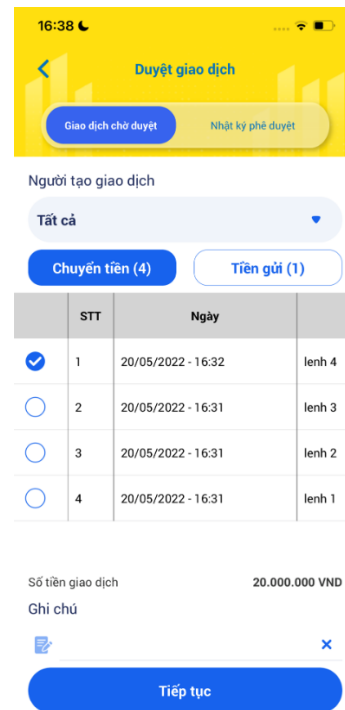 16:38
Duyệt giao dịch
Giao dịch chờ duyệt Nhật ký phê duyệt
Người tạo giao dịch
Tất cả
Chuyển tiền (4) Tiền gửi (1)
STT Ngày
1 20/05/2022 - 16:32 lenh 4
2 20/05/2022 - 16:31 lenh 3
3 20/05/2022 - 16:31 lenh 2
4 20/05/2022 - 16:31 lenh 1
Số tiền giao dịch 20.000.000 VND
Ghi chú
Tiếp tục